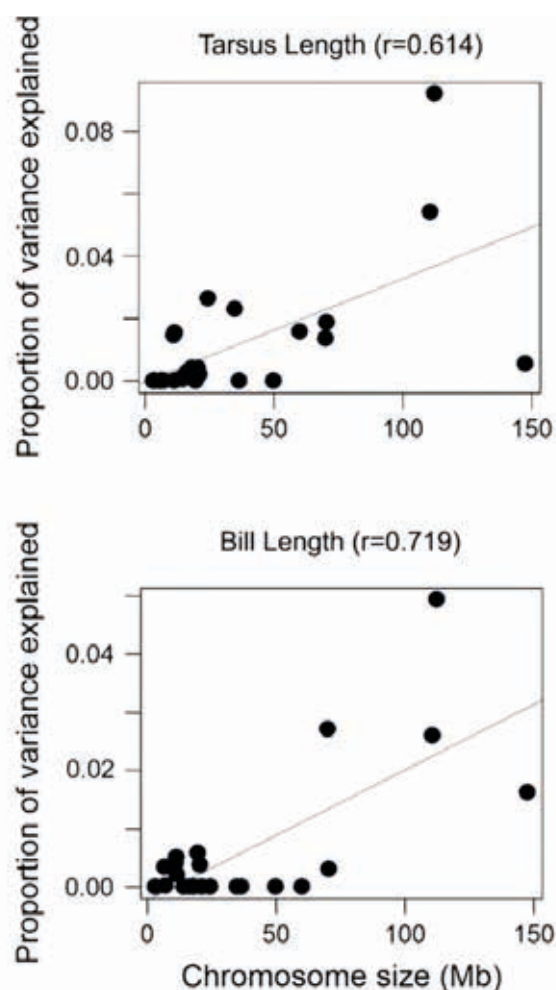 Tarsus Length (r=0.614)
Proportion of variance explained
0.08
0.04
0.00
0 50 100 150
Bill Length (r=0.719)
Proportion of variance explained
0.04
0.02
0.00
0 50 100 150
Chromosome size (Mb)